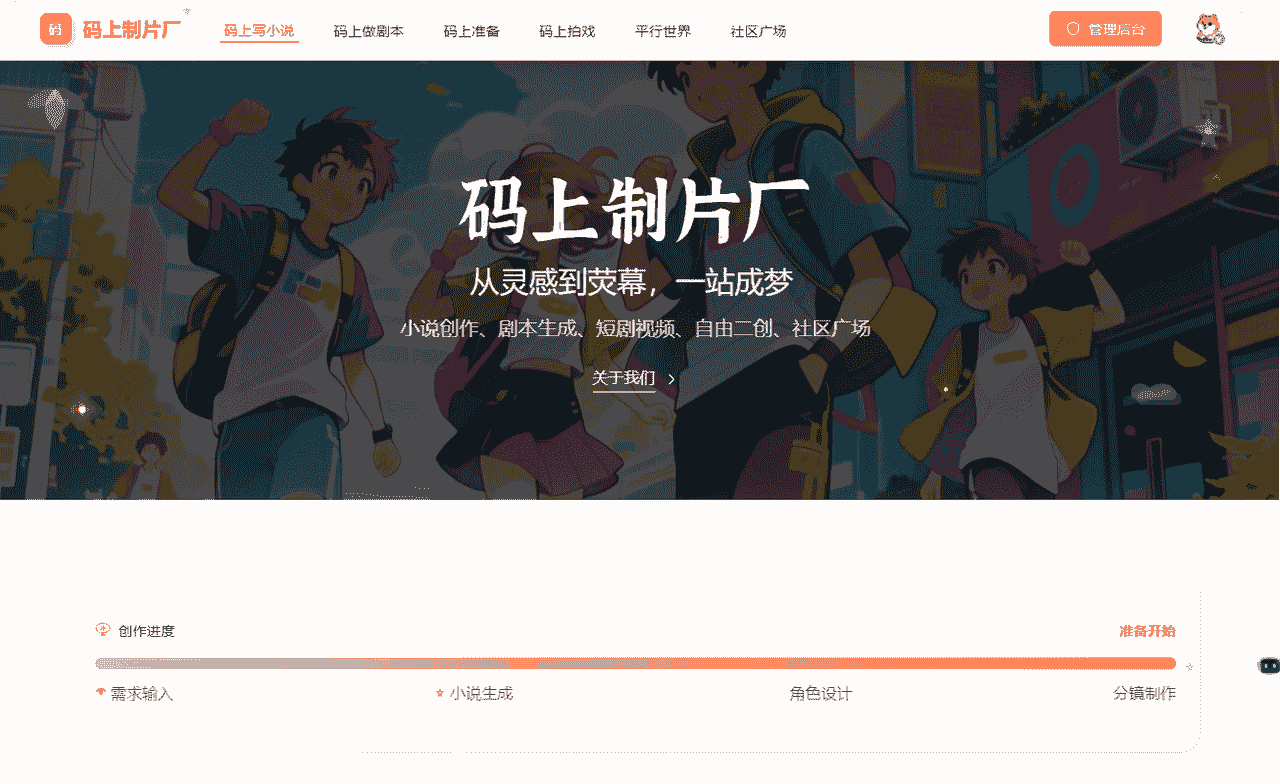 码 码上制片厂 码上写小说 码上做剧本 码上准备 码上拍戏 平行世界 社区广场 管理后台
码上制片厂
从灵感到荧幕，一站成梦
小说创作、剧本生成、短剧视频、自由二创、社区广场
关于我们
创作进度 准备开始
需求输入 小说生成 角色设计 分镜制作